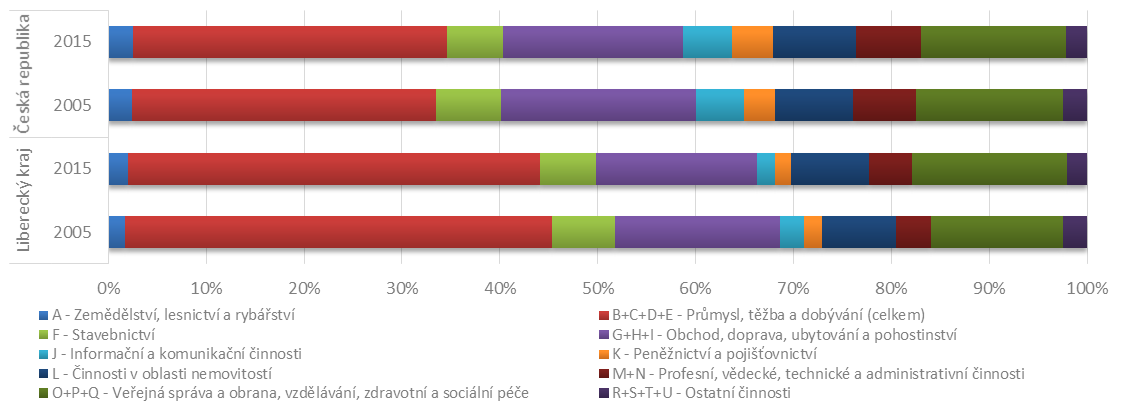 Česká republika
2015
2005
Liberecký kraj
2015
2005
0% 10% 20% 30% 40% 50% 60% 70% 80% 90% 100%
A - Zemědělství, lesnictví a rybářství
B+C+D+E - Průmysl, těžba a dobývání (celkem)
F - Stavebnictví
G+H+I - Obchod, doprava, ubytování a pohostinství
J - Informační a komunikační činnosti
K - Peněžnictví a pojišťovnictví
L - Činnosti v oblasti nemovitostí
M+N - Profesní, vědecké, technické a administrativní činnosti
O+P+Q - Veřejná správa a obrana, vzdělávání, zdravotní a sociální péče
R+S+T+U - Ostatní činnosti